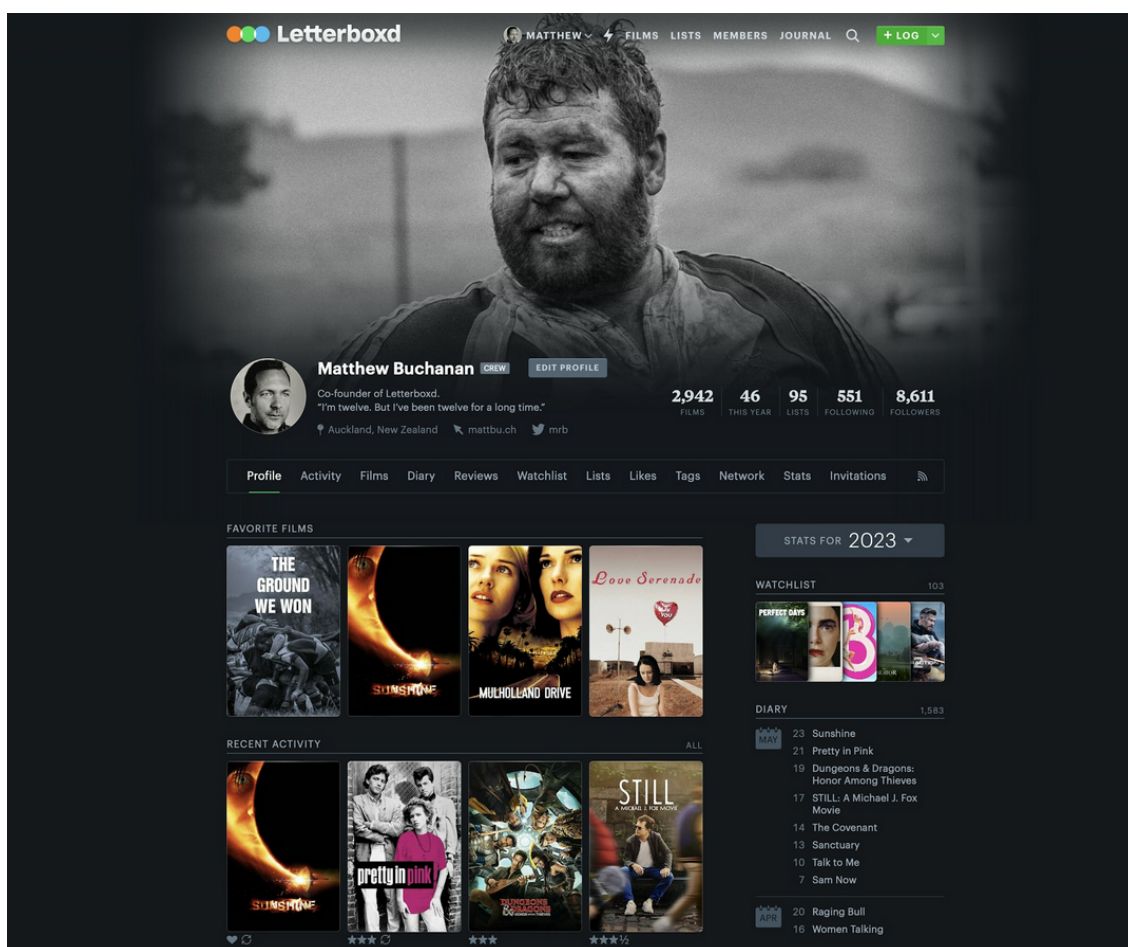 Letterboxd
MATTHEW FILMS LISTS MEMBERS JOURNAL + LOG
Matthew Buchanan CREW EDIT PROFILE
Co-founder of Letterboxd.
“I’m twelve. But I’ve been twelve for a long time.”
Auckland, New Zealand mattbu.ch mrb
2,942 46 95 551 8,611
FILMS THIS YEAR LISTS FOLLOWING FOLLOWERS
Profile Activity Films Diary Reviews Watchlist Lists Likes Tags Network Stats Invitations
FAVORITE FILMS
THE
GROUND
WE WON
SUNSHINE
MULHOLLAND DRIVE
Love Serenade
RECENT ACTIVITY ALL
SUNSHINE
pretty in pink
DUNGEONS
& DRAGONS
STILL
A MICHAEL J. FOX MOVIE
★★★
★★★
★★★½
STATS FOR 2023
WATCHLIST 103
PERFECT DAYS
DIARY 1,583
MAY
23 Sunshine
21 Pretty in Pink
19 Dungeons & Dragons:
Honor Among Thieves
17 STILL: A Michael J. Fox
Movie
14 The Covenant
13 Sanctuary
10 Talk to Me
7 Sam Now
APR
20 Raging Bull
16 Women Talking